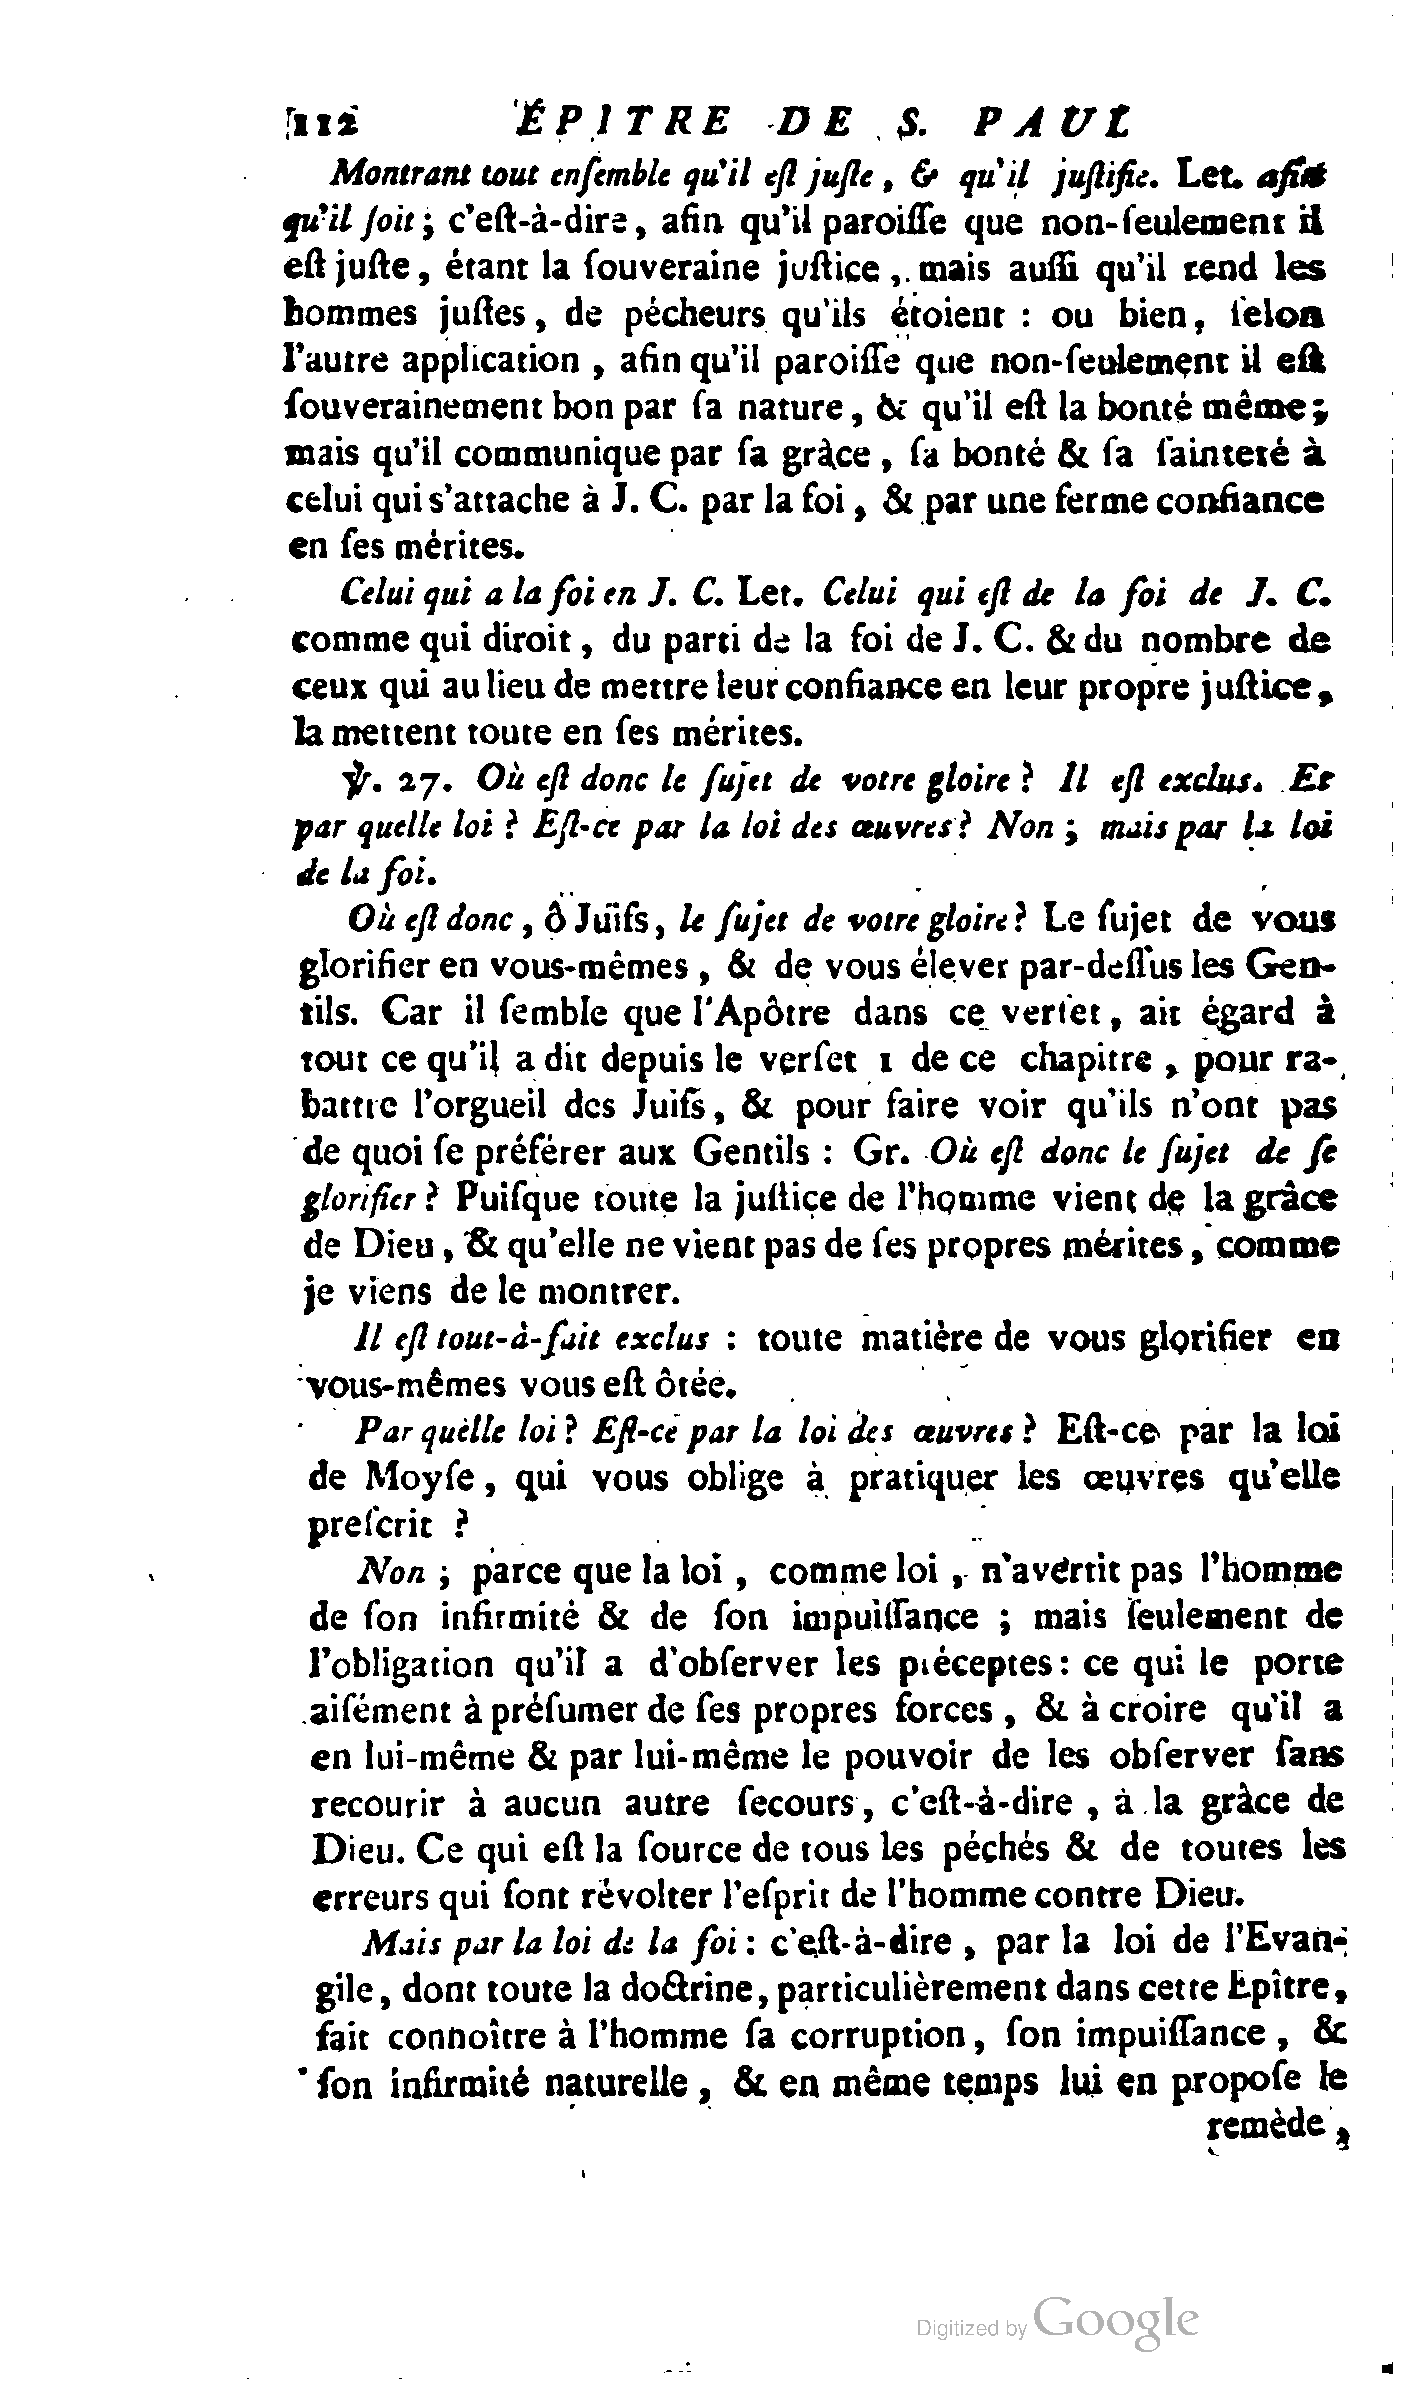 112 ÉPITRE DE S. PAUL
Montrant tout enſemble qu'il eſt juſte, & qu'il juſtifie. Let. afin
qu'il ſoit; c'eſt-à-dire, afin qu'il paroiſſe que non-ſeulement il
eſt juſte, étant la ſouveraine juſtice, mais auſſi qu'il rend les
hommes juſtes, de pécheurs qu'ils étoient : ou bien, ſelon
l'autre application, afin qu'il paroiſſe que non-ſeulement il eſt
ſouverainement bon par ſa nature, & qu'il eſt la bonté même;
mais qu'il communique par ſa grâce, ſa bonté & ſa ſainteté à
celui qui s'attache à J. C. par la foi, & par une ferme confiance
en ſes mérites.
Celui qui a la foi en J. C. Let. Celui qui eſt de la foi de J. C.
comme qui diroit, du parti de la foi de J. C. & du nombre de
ceux qui au lieu de mettre leur confiance en leur propre juſtice,
la mettent toute en ſes mérites.
℣. 27. Où eſt donc le ſujet de votre gloire ? Il eſt exclus. Et
par quelle loi ? Eſt-ce par la loi des œuvres ? Non ; mais par la loi
de la foi.
Où eſt donc, ô Juifs, le ſujet de votre gloire ? Le ſujet de vous
glorifier en vous-mêmes, & de vous élever par-deſſus les Gen-
tils. Car il ſemble que l'Apôtre dans ce verſet, ait égard à
tout ce qu'il a dit depuis le verſet 1 de ce chapitre, pour ra-
battre l'orgueil des Juifs, & pour faire voir qu'ils n'ont pas
de quoi ſe préférer aux Gentils : Gr. Où eſt donc le ſujet de ſe
glorifier ? Puiſque toute la juſtice de l'homme vient de la grâce
de Dieu, & qu'elle ne vient pas de ſes propres mérites, comme
je viens de le montrer.
Il eſt tout-à-fait exclus : toute matière de vous glorifier en
vous-mêmes vous eſt ôtée.
Par quelle loi ? Eſt-ce par la loi des œuvres ? Eſt-ce par la loi
de Moyſe, qui vous oblige à pratiquer les œuvres qu'elle
preſcrit ?
Non ; parce que la loi, comme loi, n'avertit pas l'homme
de ſon infirmité & de ſon impuiſſance ; mais ſeulement de
l'obligation qu'il a d'obſerver les préceptes : ce qui le porte
aiſément à préſumer de ſes propres forces, & à croire qu'il a
en lui-même & par lui-même le pouvoir de les obſerver ſans
recourir à aucun autre ſecours, c'eſt-à-dire, à la grâce de
Dieu. Ce qui eſt la ſource de tous les péchés & de toutes les
erreurs qui font révolter l'eſprit de l'homme contre Dieu.
Mais par la loi de la foi : c'eſt-à-dire, par la loi de l'Evan-
gile, dont toute la doctrine, particulièrement dans cette Epître,
fait connoître à l'homme ſa corruption, ſon impuiſſance, &
ſon infirmité naturelle, & en même temps lui en propoſe le
remède,
Digitized by Google